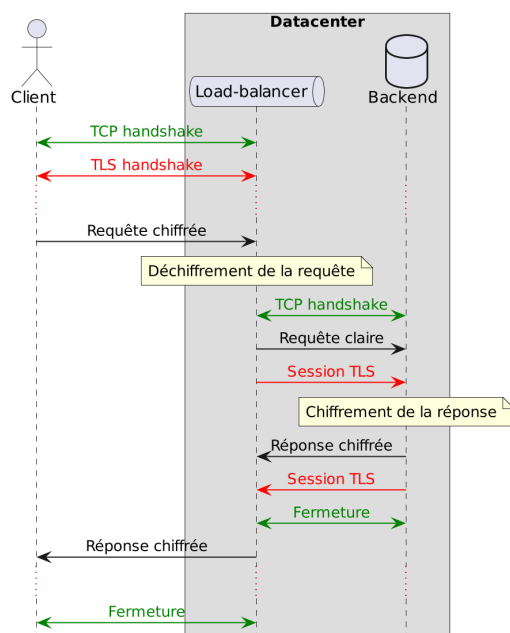 Datacenter
Client
Load-balancer
Backend
TCP handshake
TLS handshake
Requête chiffrée
Déchiffrement de la requête
TCP handshake
Requête claire
Session TLS
Chiffrement de la réponse
Réponse chiffrée
Session TLS
Fermeture
Réponse chiffrée
Fermeture